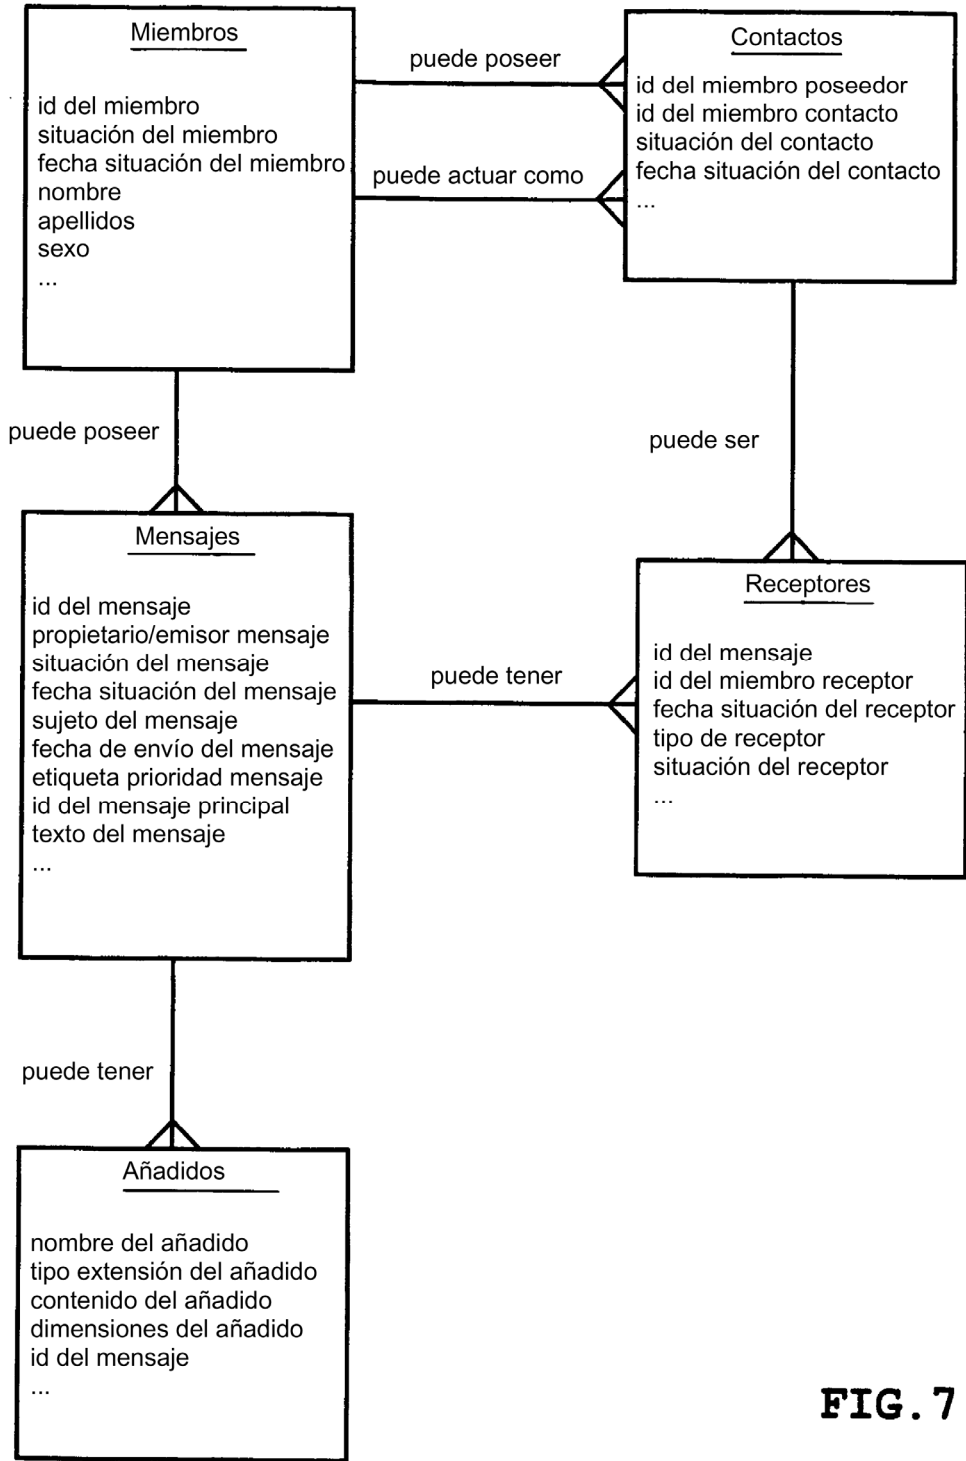 Miembros
id del miembro
situación del miembro
fecha situación del miembro
nombre
apellidos
sexo
...
puede poseer
puede actuar como
Contactos
id del miembro poseedor
id del miembro contacto
situación del contacto
fecha situación del contacto
...
puede poseer
puede ser
Mensajes
id del mensaje
propietario/emisor mensaje
situación del mensaje
fecha situación del mensaje
sujeto del mensaje
fecha de envío del mensaje
etiqueta prioridad mensaje
id del mensaje principal
texto del mensaje
...
puede tener
Receptores
id del mensaje
id del miembro receptor
fecha situación del receptor
tipo de receptor
situación del receptor
...
puede tener
Añadidos
nombre del añadido
tipo extensión del añadido
contenido del añadido
dimensiones del añadido
id del mensaje
...
FIG.7